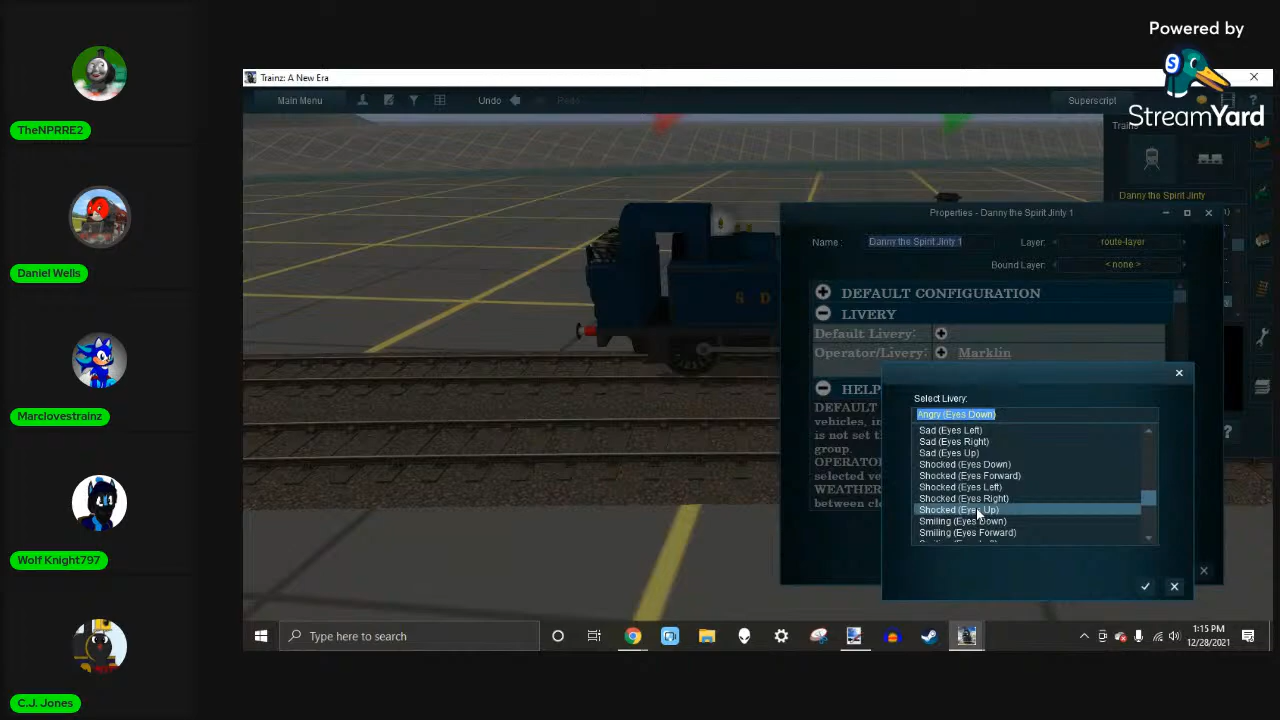 Powered by
StreamYard
TheNPRRE2
Daniel Wells
Marclovestrainz
Wolf Knight797
C.J. Jones
Trainz: A New Era
Main Menu
Undo
Redo
Superscript
Trains
Danny the Spirit Jinty
S D
Properties - Danny the Spirit Jinty 1
Name :
Danny the Spirit Jinty 1
Layer:
route-layer
Bound Layer:
< none >
DEFAULT CONFIGURATION
LIVERY
Default Livery:
Operator/Livery:
Marklin
HELP
DEFAULT
vehicles, in
is not set th
group.
OPERATO
selected ve
WEATHER
between cl
Select Livery:
Angry (Eyes Down)
Sad (Eyes Left)
Sad (Eyes Right)
Sad (Eyes Up)
Shocked (Eyes Down)
Shocked (Eyes Forward)
Shocked (Eyes Left)
Shocked (Eyes Right)
Shocked (Eyes Up)
Smiling (Eyes Down)
Smiling (Eyes Forward)
Type here to search
1:15 PM
12/28/2021